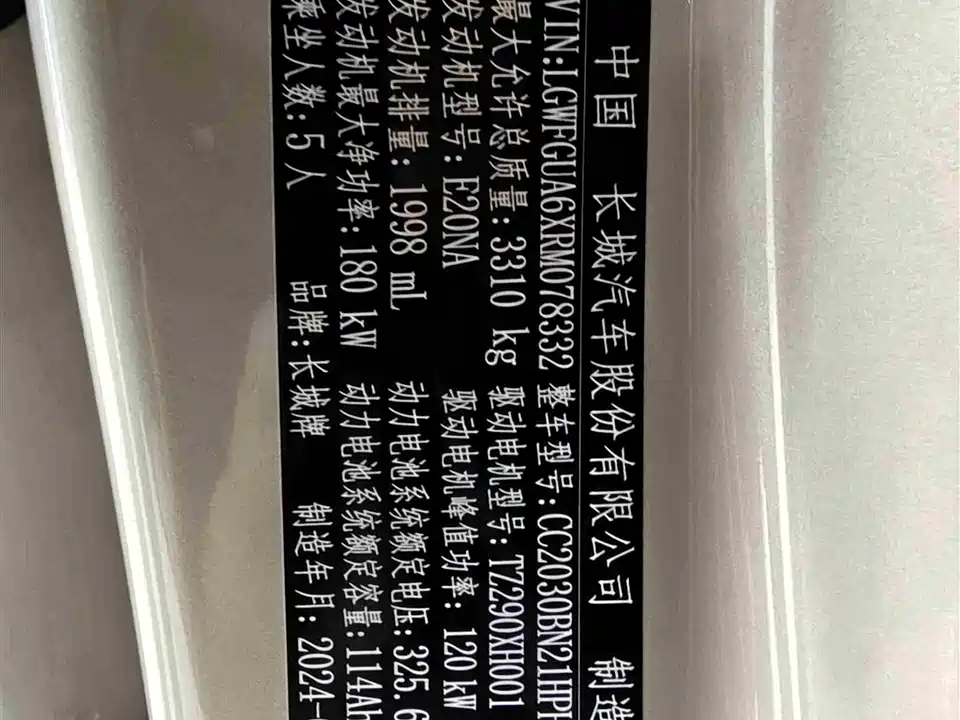 中国 长城汽车股份有限公司 制造
VIN:LGWFGUA6XRM078332 整车型号:CC2030BN21HPH
最大允许总质量:3310 kg 驱动电机型号:TZ290XH001
发动机型号:E20NA 驱动电机峰值功率:120kW
发动机排量:1998 mL 动力电池系统额定电压:325.6
发动机最大净功率:180 kW 动力电池系统额定容量:114Ah
乘坐人数:5人 品牌:长城牌 制造年月:2024-